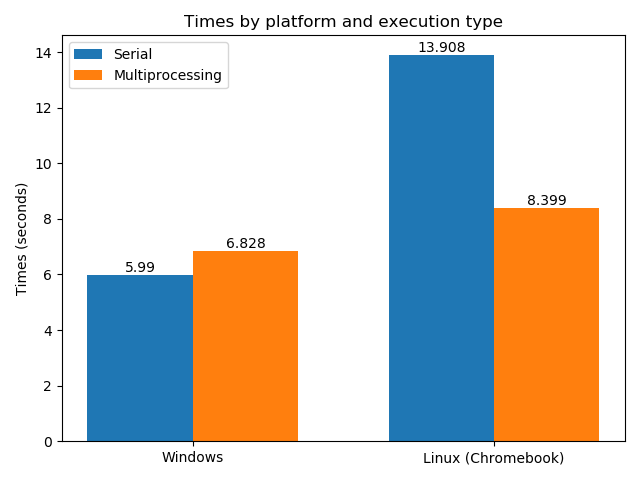 Times by platform and execution type
Serial
Multiprocessing
14
12
10
8
6
4
2
0
Times (seconds)
5.99
6.828
13.908
8.399
Windows
Linux (Chromebook)